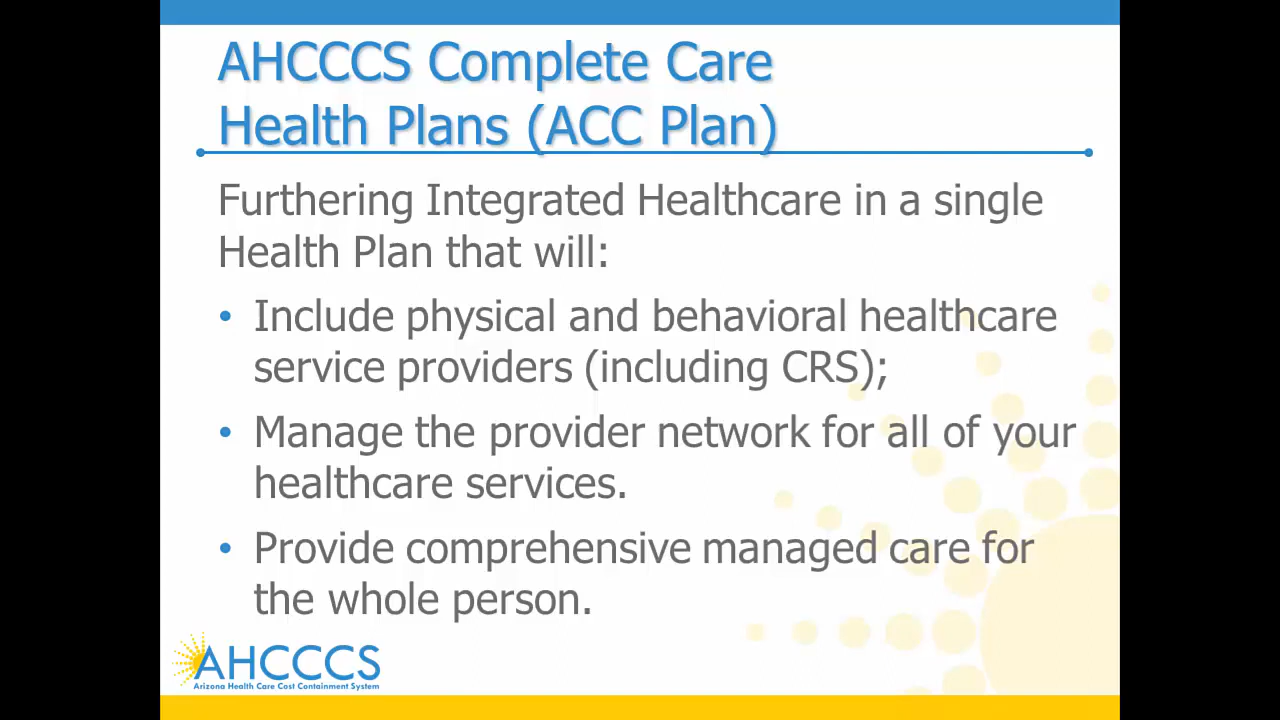 AHCCCS Complete Care
Health Plans (ACC Plan)
Furthering Integrated Healthcare in a single
Health Plan that will:
• Include physical and behavioral healthcare
service providers (including CRS);
• Manage the provider network for all of your
healthcare services.
• Provide comprehensive managed care for
the whole person.
AHCCCS
Arizona Health Care Cost Containment System